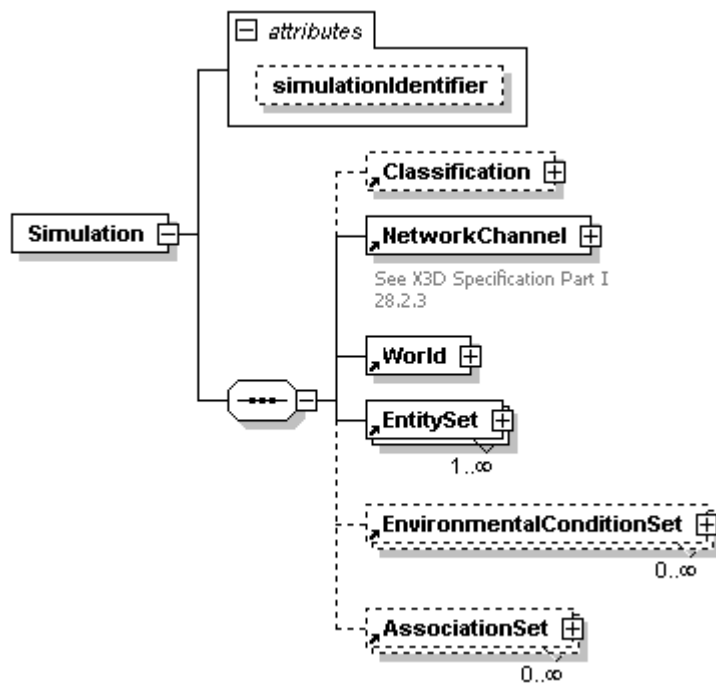 attributes
simulationIdentifier
Classification
Simulation
NetworkChannel
See X3D Specification Part I
28.2.3
World
EntitySet
1..∞
EnvironmentalConditionSet
0..∞
AssociationSet
0..∞